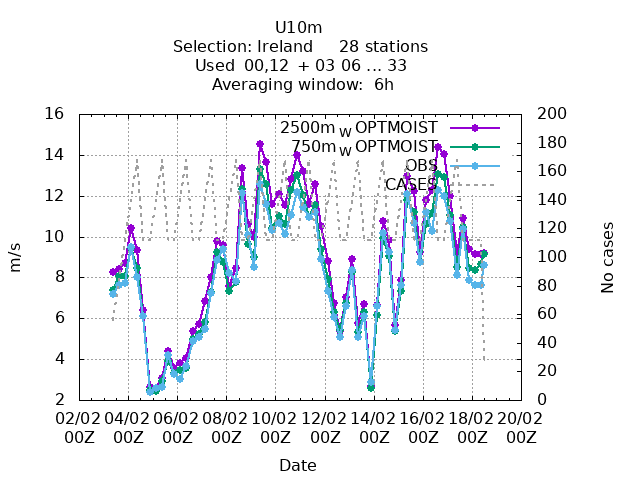 U10m
Selection: Ireland 28 stations
Used 00,12 + 03 06 ... 33
Averaging window: 6h
16 200
2500m_W OPTMOIST 180
14 750m_W OPTMOIST 160
OBS
12 CASES 140
10 120
100
8 80
6 60
4 40
20
2 0
m/s
No cases
02/02 04/02 06/02 08/02 10/02 12/02 14/02 16/02 18/02 20/02
00Z 00Z 00Z 00Z 00Z 00Z 00Z 00Z 00Z 00Z
Date